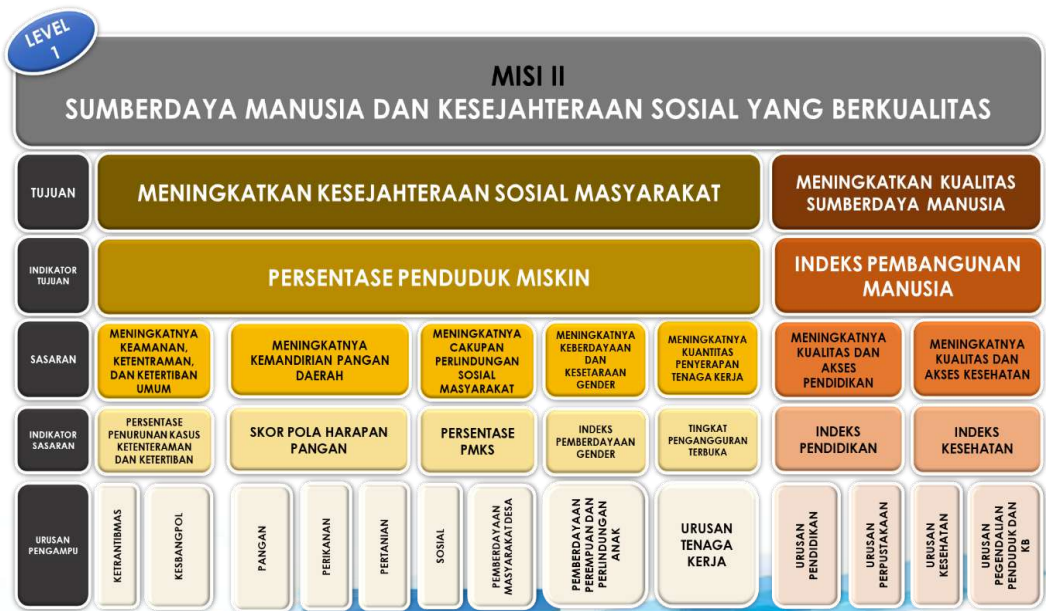 LEVEL
1
MISI II
SUMBERDAYA MANUSIA DAN KESEJAHTERAAN SOSIAL YANG BERKUALITAS
TUJUAN
MENINGKATKAN KESEJAHTERAAN SOSIAL MASYARAKAT
MENINGKATKAN KUALITAS
SUMBERDAYA MANUSIA
INDIKATOR
TUJUAN
PERSENTASE PENDUDUK MISKIN
INDEKS PEMBANGUNAN
MANUSIA
SASARAN
MENINGKATNYA
KEAMANAN,
KETENTRAMAN,
DAN KETERTIBAN
UMUM
MENINGKATNYA
KEMANDIRIAN PANGAN
DAERAH
MENINGKATNYA
CAKUPAN
PERLINDUNGAN
SOSIAL
MASYARAKAT
MENINGKATNYA
KEBERDAYAAN
DAN
KESETARAAN
GENDER
MENINGKATNYA
KUANTITAS
PENYERAPAN
TENAGA KERJA
MENINGKATNYA
KUALITAS DAN
AKSES
PENDIDIKAN
MENINGKATNYA
KUALITAS DAN
AKSES KESEHATAN
INDIKATOR
SASARAN
PERSENTASE
PENURUNAN KASUS
KETENTERAMAN
DAN KETERTIBAN
SKOR POLA HARAPAN
PANGAN
PERSENTASE
PMKS
INDEKS
PEMBERDAYAAN
GENDER
TINGKAT
PENGANGGURAN
TERBUKA
INDEKS
PENDIDIKAN
INDEKS
KESEHATAN
URUSAN
PENGAMPU
KETRANTIBMAS
KESBANGPOL
PANGAN
PERIKANAN
PERTANIAN
SOSIAL
PEMBERDAYAAN
MASYARAKAT DESA
PEMBERDAYAAN
PEREMPUAN DAN
PERLINDUNGAN
ANAK
URUSAN
TENAGA
KERJA
URUSAN
PENDIDIKAN
URUSAN
PERPUSTAKAAN
URUSAN
KESEHATAN
URUSAN
PEGENDALIAN
PENDUDUK DAN
KB